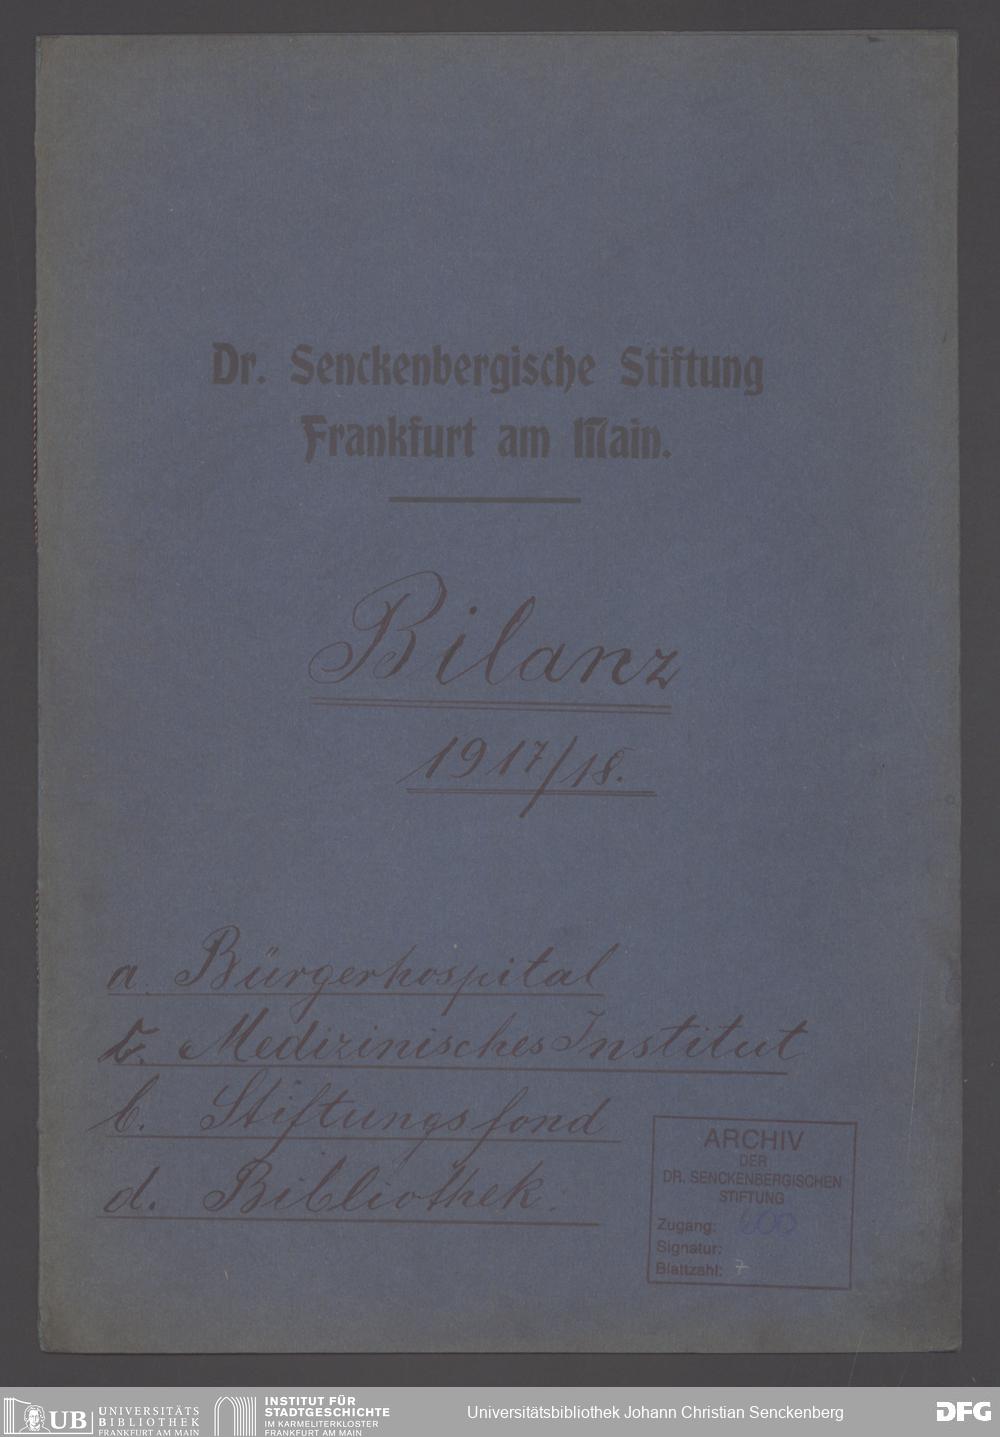 Dr. Senckenbergische Stiftung
Frankfurt am Main.
Bilanz
1917/18.
a. Bürgerhospital
b. Medizinisches Institut
b. Stiftungsfond
d. Bibliothek.
ARCHIV
DER
DR. SENCKENBERGISCHEN
STIFTUNG
Zugang: 600
Signatur:
Blattzahl: 7
UB UNIVERSITÄTS
BIBLIOTHEK
FRANKFURT AM MAIN
INSTITUT FÜR
STADTGESCHICHTE
IM KARMELITERKLOSTER
FRANKFURT AM MAIN
Universitätsbibliothek Johann Christian Senckenberg
DFG